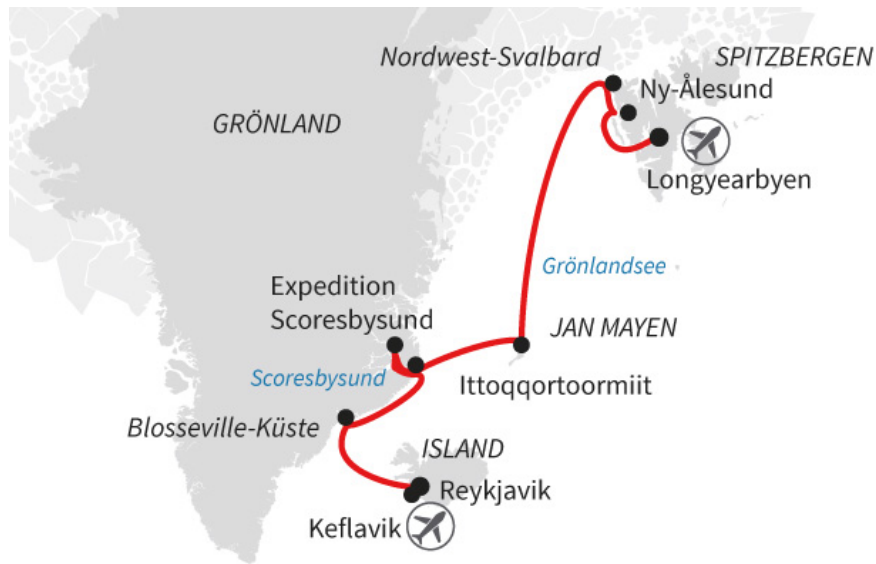 Nordwest-Svalbard
SPITZBERGEN
Ny-Ålesund
GRÖNLAND
Longyearbyen
Grönlandsee
Expedition
Scoresbysund
JAN MAYEN
Scoresbysund
Ittoqqortoormiit
Blosseville-Küste
ISLAND
Reykjavik
Keflavik